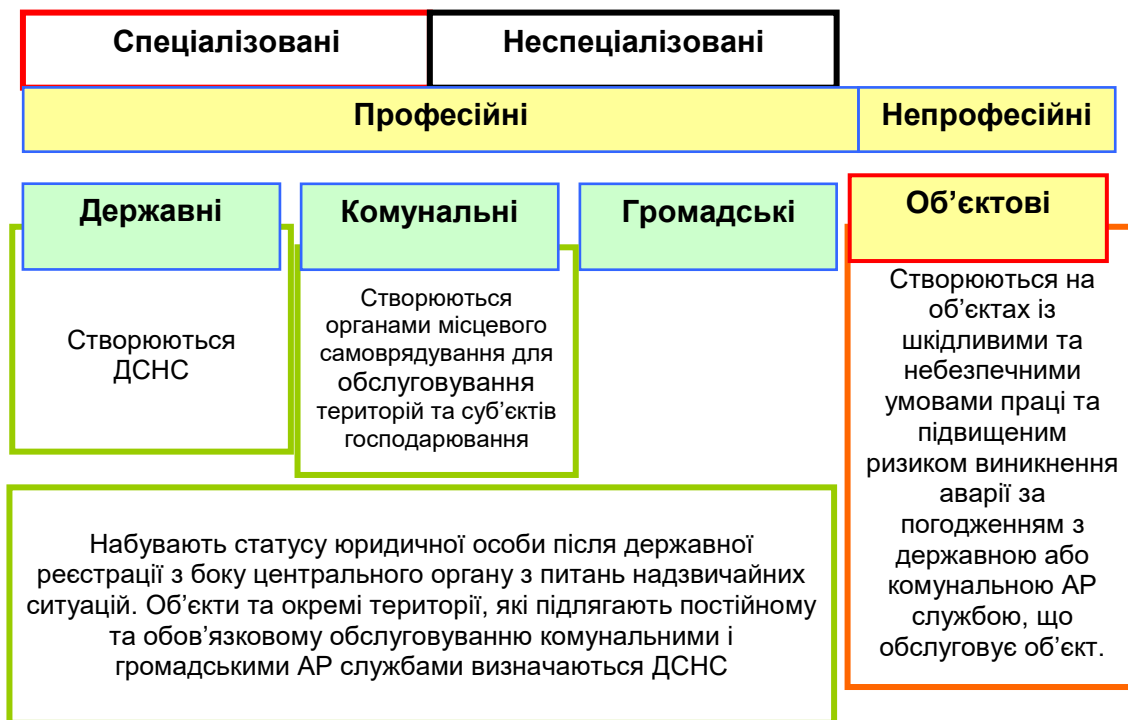 Спеціалізовані
Неспеціалізовані
Професійні
Непрофесійні
Державні
Створюються
ДСНС
Комунальні
Створюються
органами місцевого
самоврядування для
обслуговування
територій та суб’єктів
господарювання
Громадські
Об’єктові
Створюються на
об’єктах із
шкідливими та
небезпечними
умовами праці та
підвищеним
ризиком виникнення
аварії за
погодженням з
державною або
комунальною АР
службою, що
обслуговує об’єкт.
Набувають статусу юридичної особи після державної
реєстрації з боку центрального органу з питань надзвичайних
ситуацій. Об’єкти та окремі території, які підлягають постійному
та обов’язковому обслуговуванню комунальними і
громадськими АР службами визначаються ДСНС